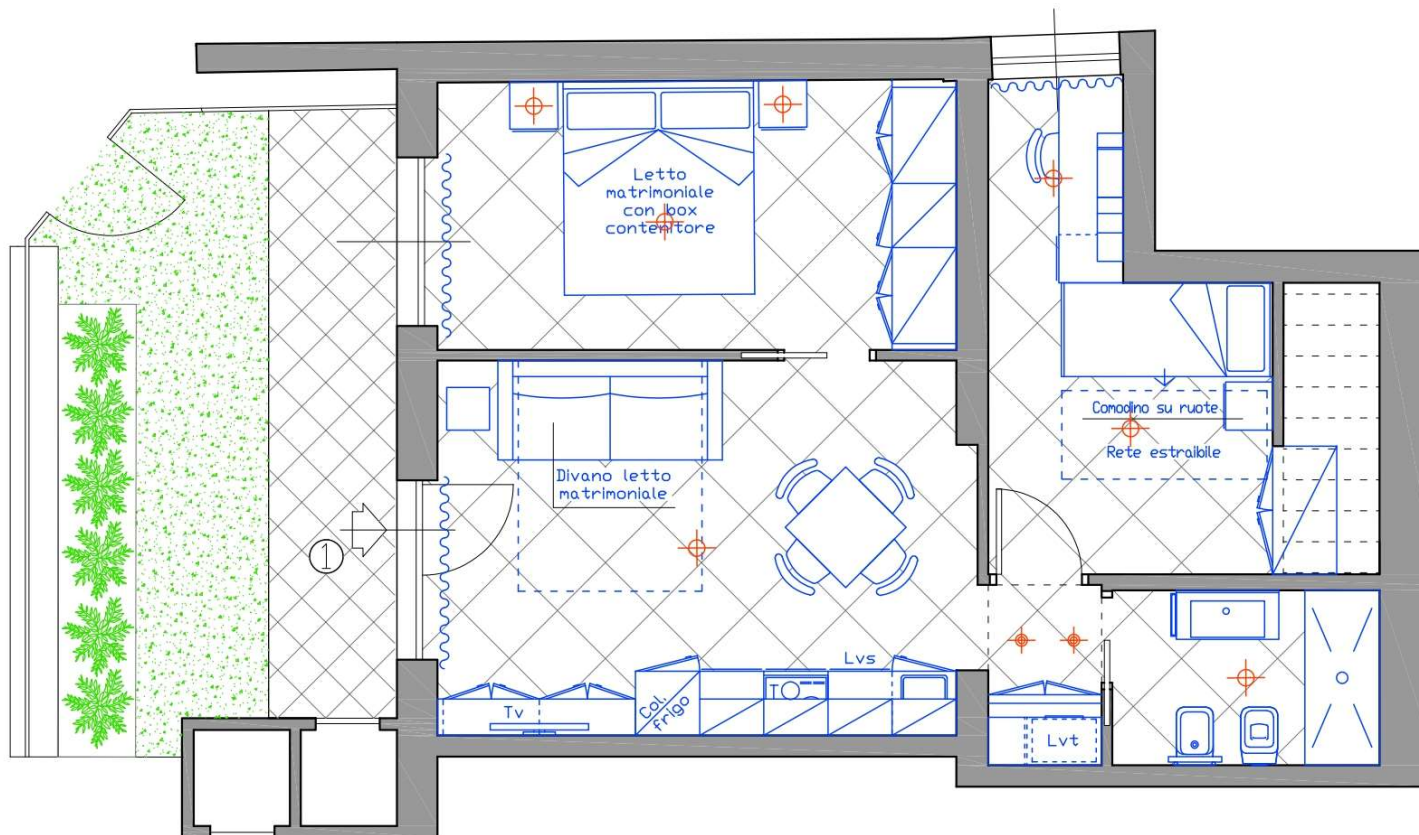 Letto
matrimoniale
con box
contenitore
Comodino su ruote
Rete estraibile
Divano letto
matrimoniale
1
Lvs
T
Tv
Col.
frigo
Lvt